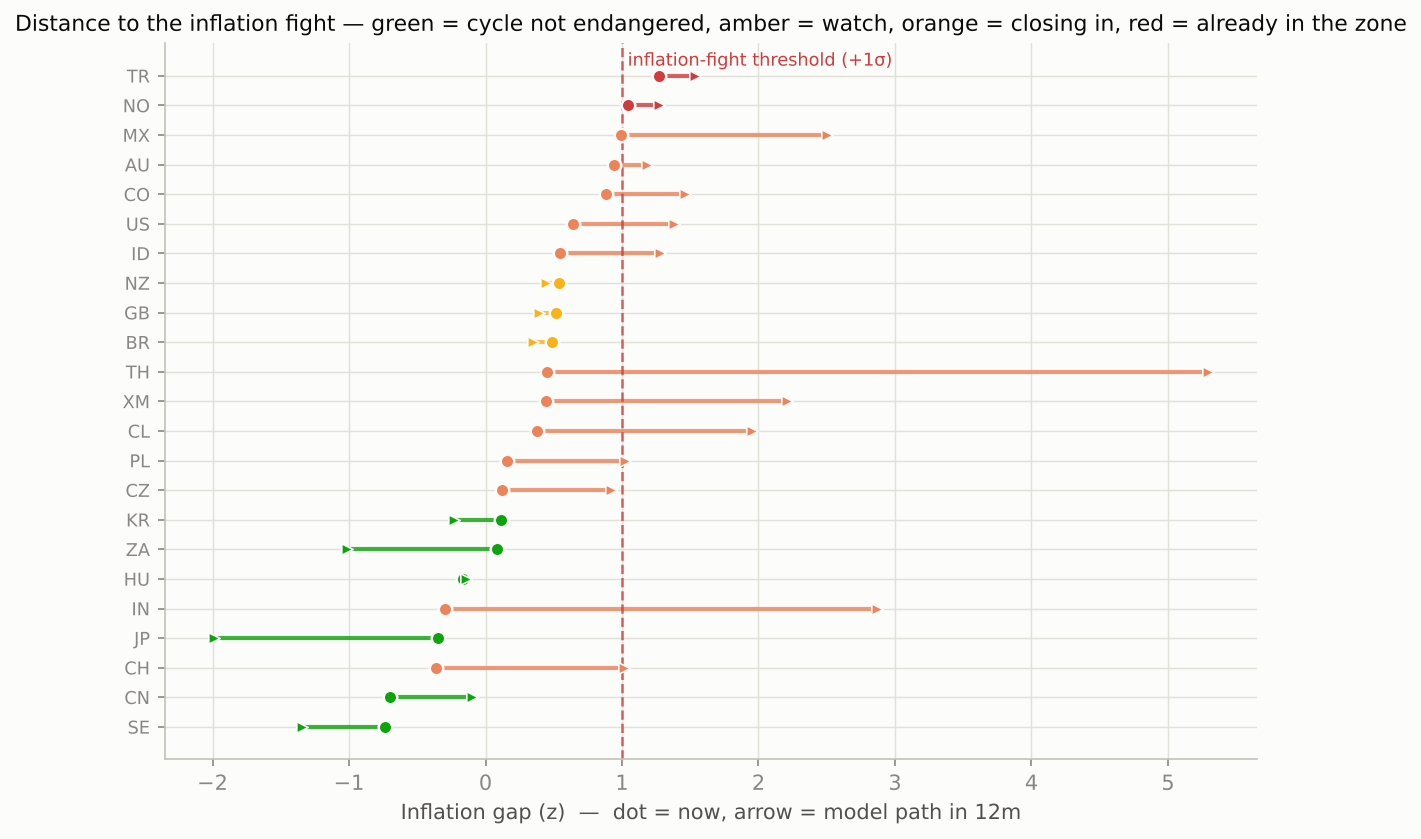 Distance to the inflation fight — green = cycle not endangered, amber = watch, orange = closing in, red = already in the zone
inflation-fight threshold (+1σ)
TR
NO
MX
AU
CO
US
ID
NZ
GB
BR
TH
XM
CL
PL
CZ
KR
ZA
HU
IN
JP
CH
CN
SE
−2 −1 0 1 2 3 4 5
Inflation gap (z) — dot = now, arrow = model path in 12m